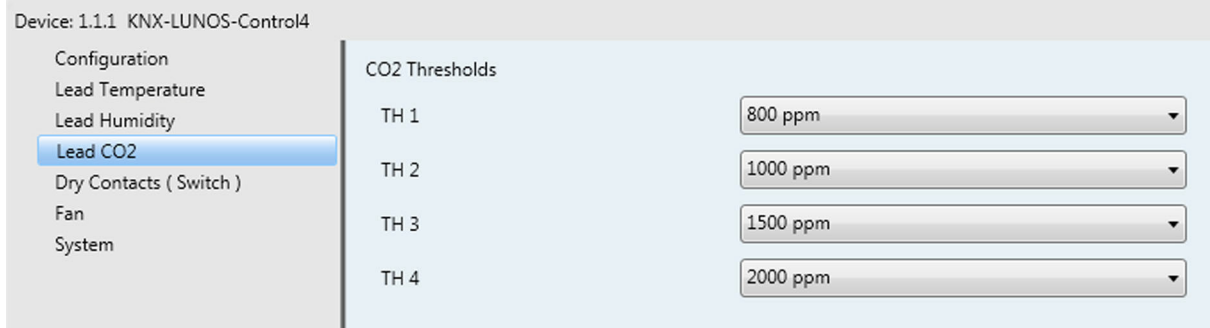 Device: 1.1.1 KNX-LUNOS-Control4
Configuration
Lead Temperature
Lead Humidity
Lead CO2
Dry Contacts ( Switch )
Fan
System
CO2 Thresholds
TH 1 800 ppm
TH 2 1000 ppm
TH 3 1500 ppm
TH 4 2000 ppm